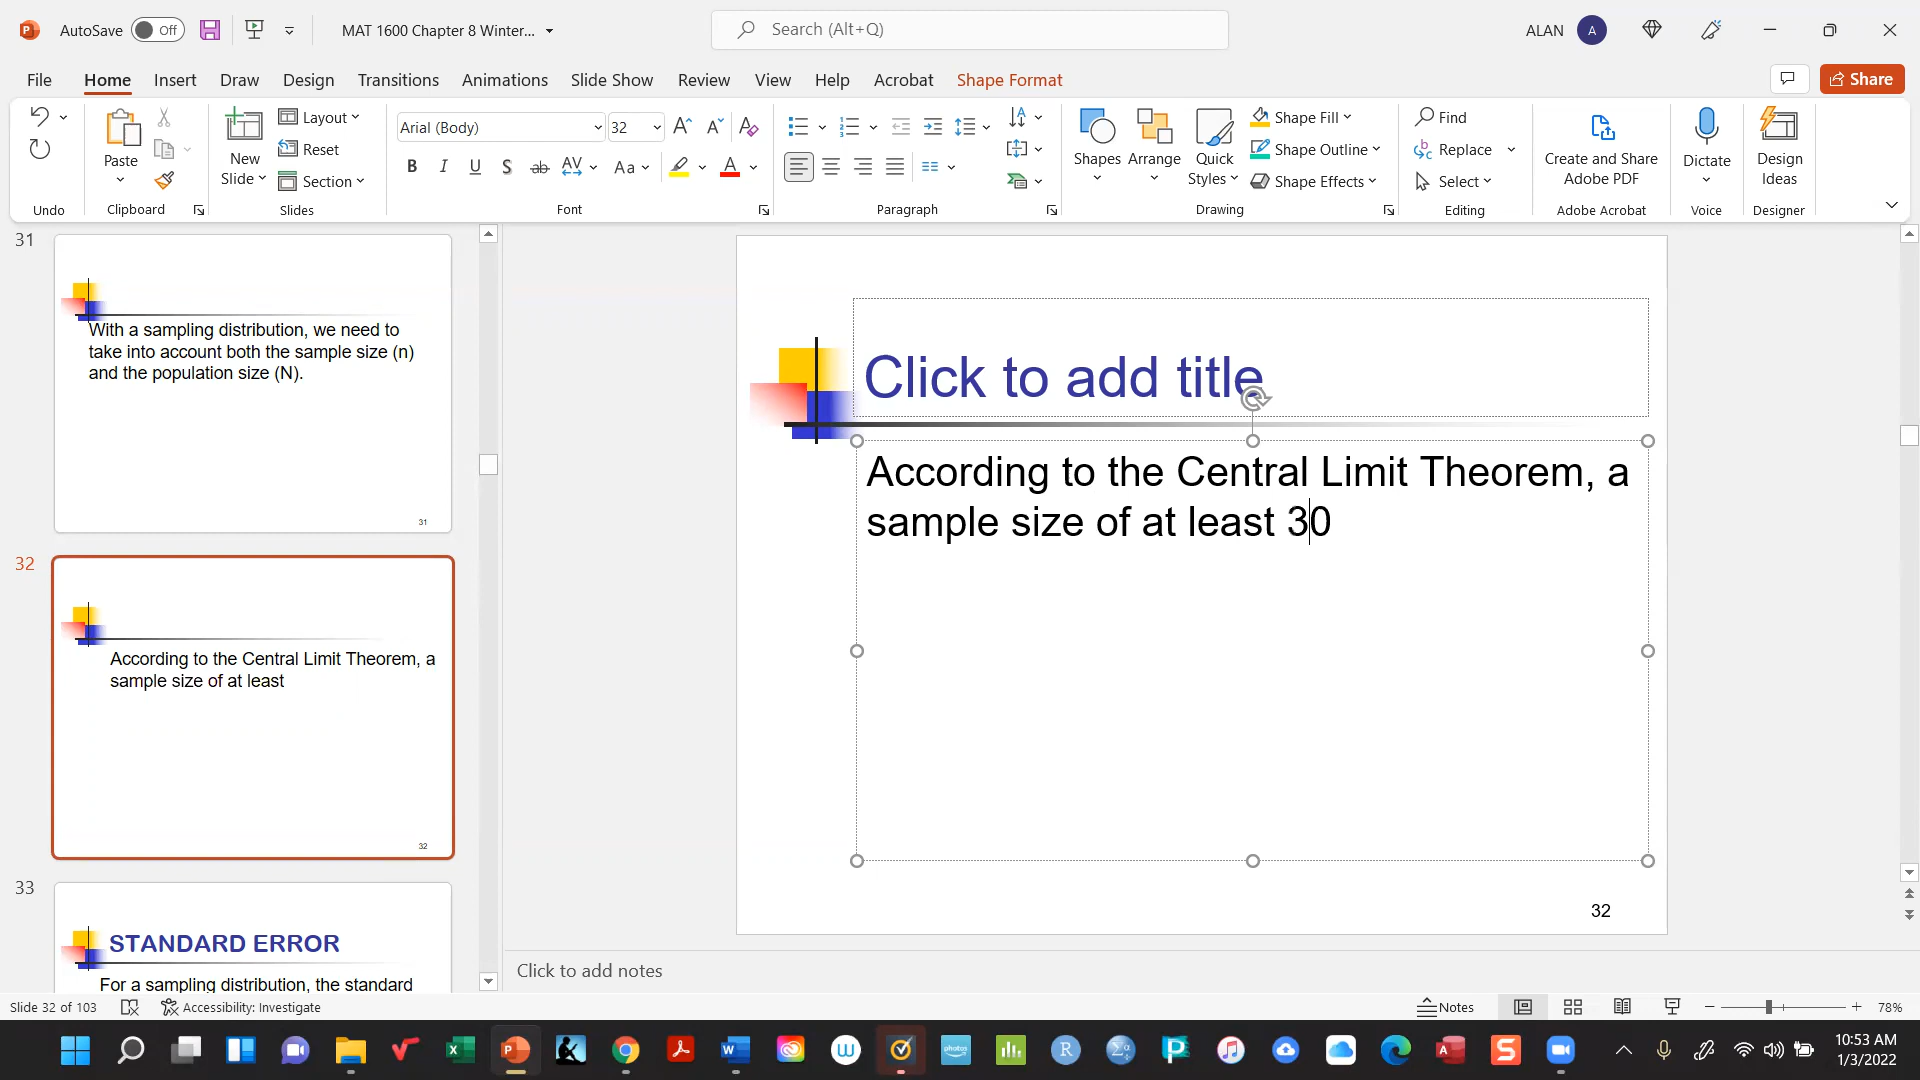 AutoSave Off MAT 1600 Chapter 8 Winter... Search (Alt+Q) ALAN A
File Home Insert Draw Design Transitions Animations Slide Show Review View Help Acrobat Shape Format Share
Undo
Paste
Clipboard
New
Slide
Layout
Reset
Section
Slides
Arial (Body) 32
B I U S ab AV Aa A
Font
Paragraph
Shapes Arrange Quick
Styles
Shape Fill
Shape Outline
Shape Effects
Drawing
Find
Replace
Select
Editing
Create and Share
Adobe PDF
Adobe Acrobat
Dictate
Voice
Design
Ideas
Designer
31
With a sampling distribution, we need to
take into account both the sample size (n)
and the population size (N).
31
32
According to the Central Limit Theorem, a
sample size of at least
32
33
STANDARD ERROR
For a sampling distribution, the standard
Click to add title
According to the Central Limit Theorem, a
sample size of at least 30
32
Click to add notes
Slide 32 of 103 Accessibility: Investigate Notes 78%
10:53 AM
1/3/2022